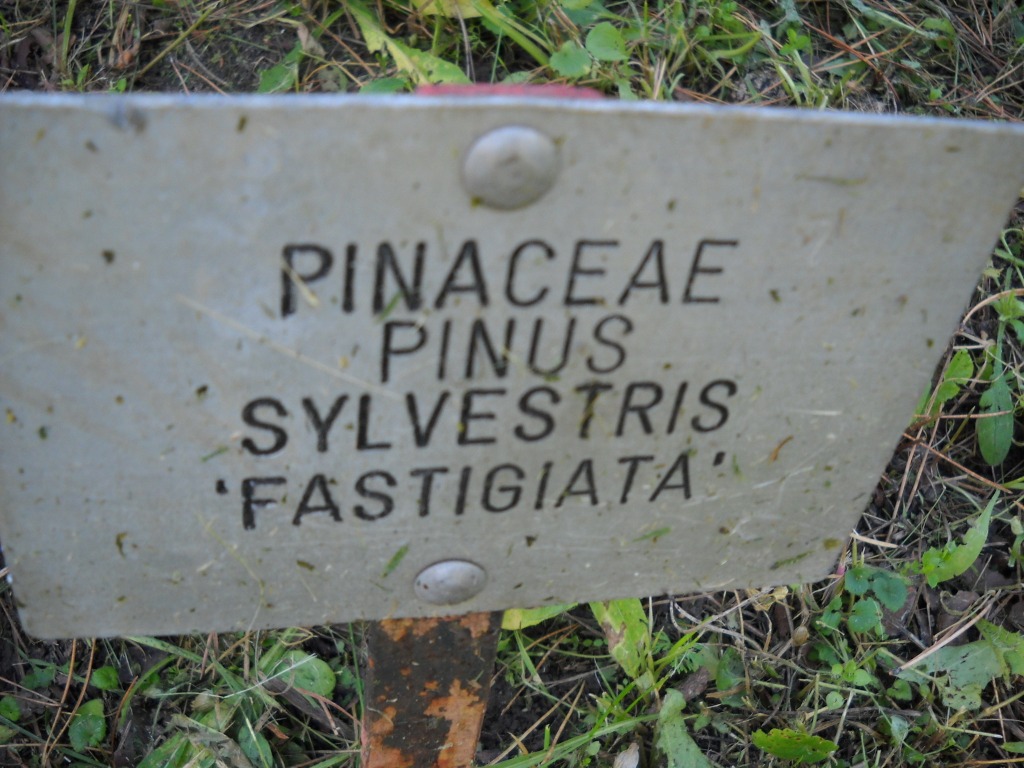 PINACEAE
PINUS
SYLVESTRIS
'FASTIGIATA'